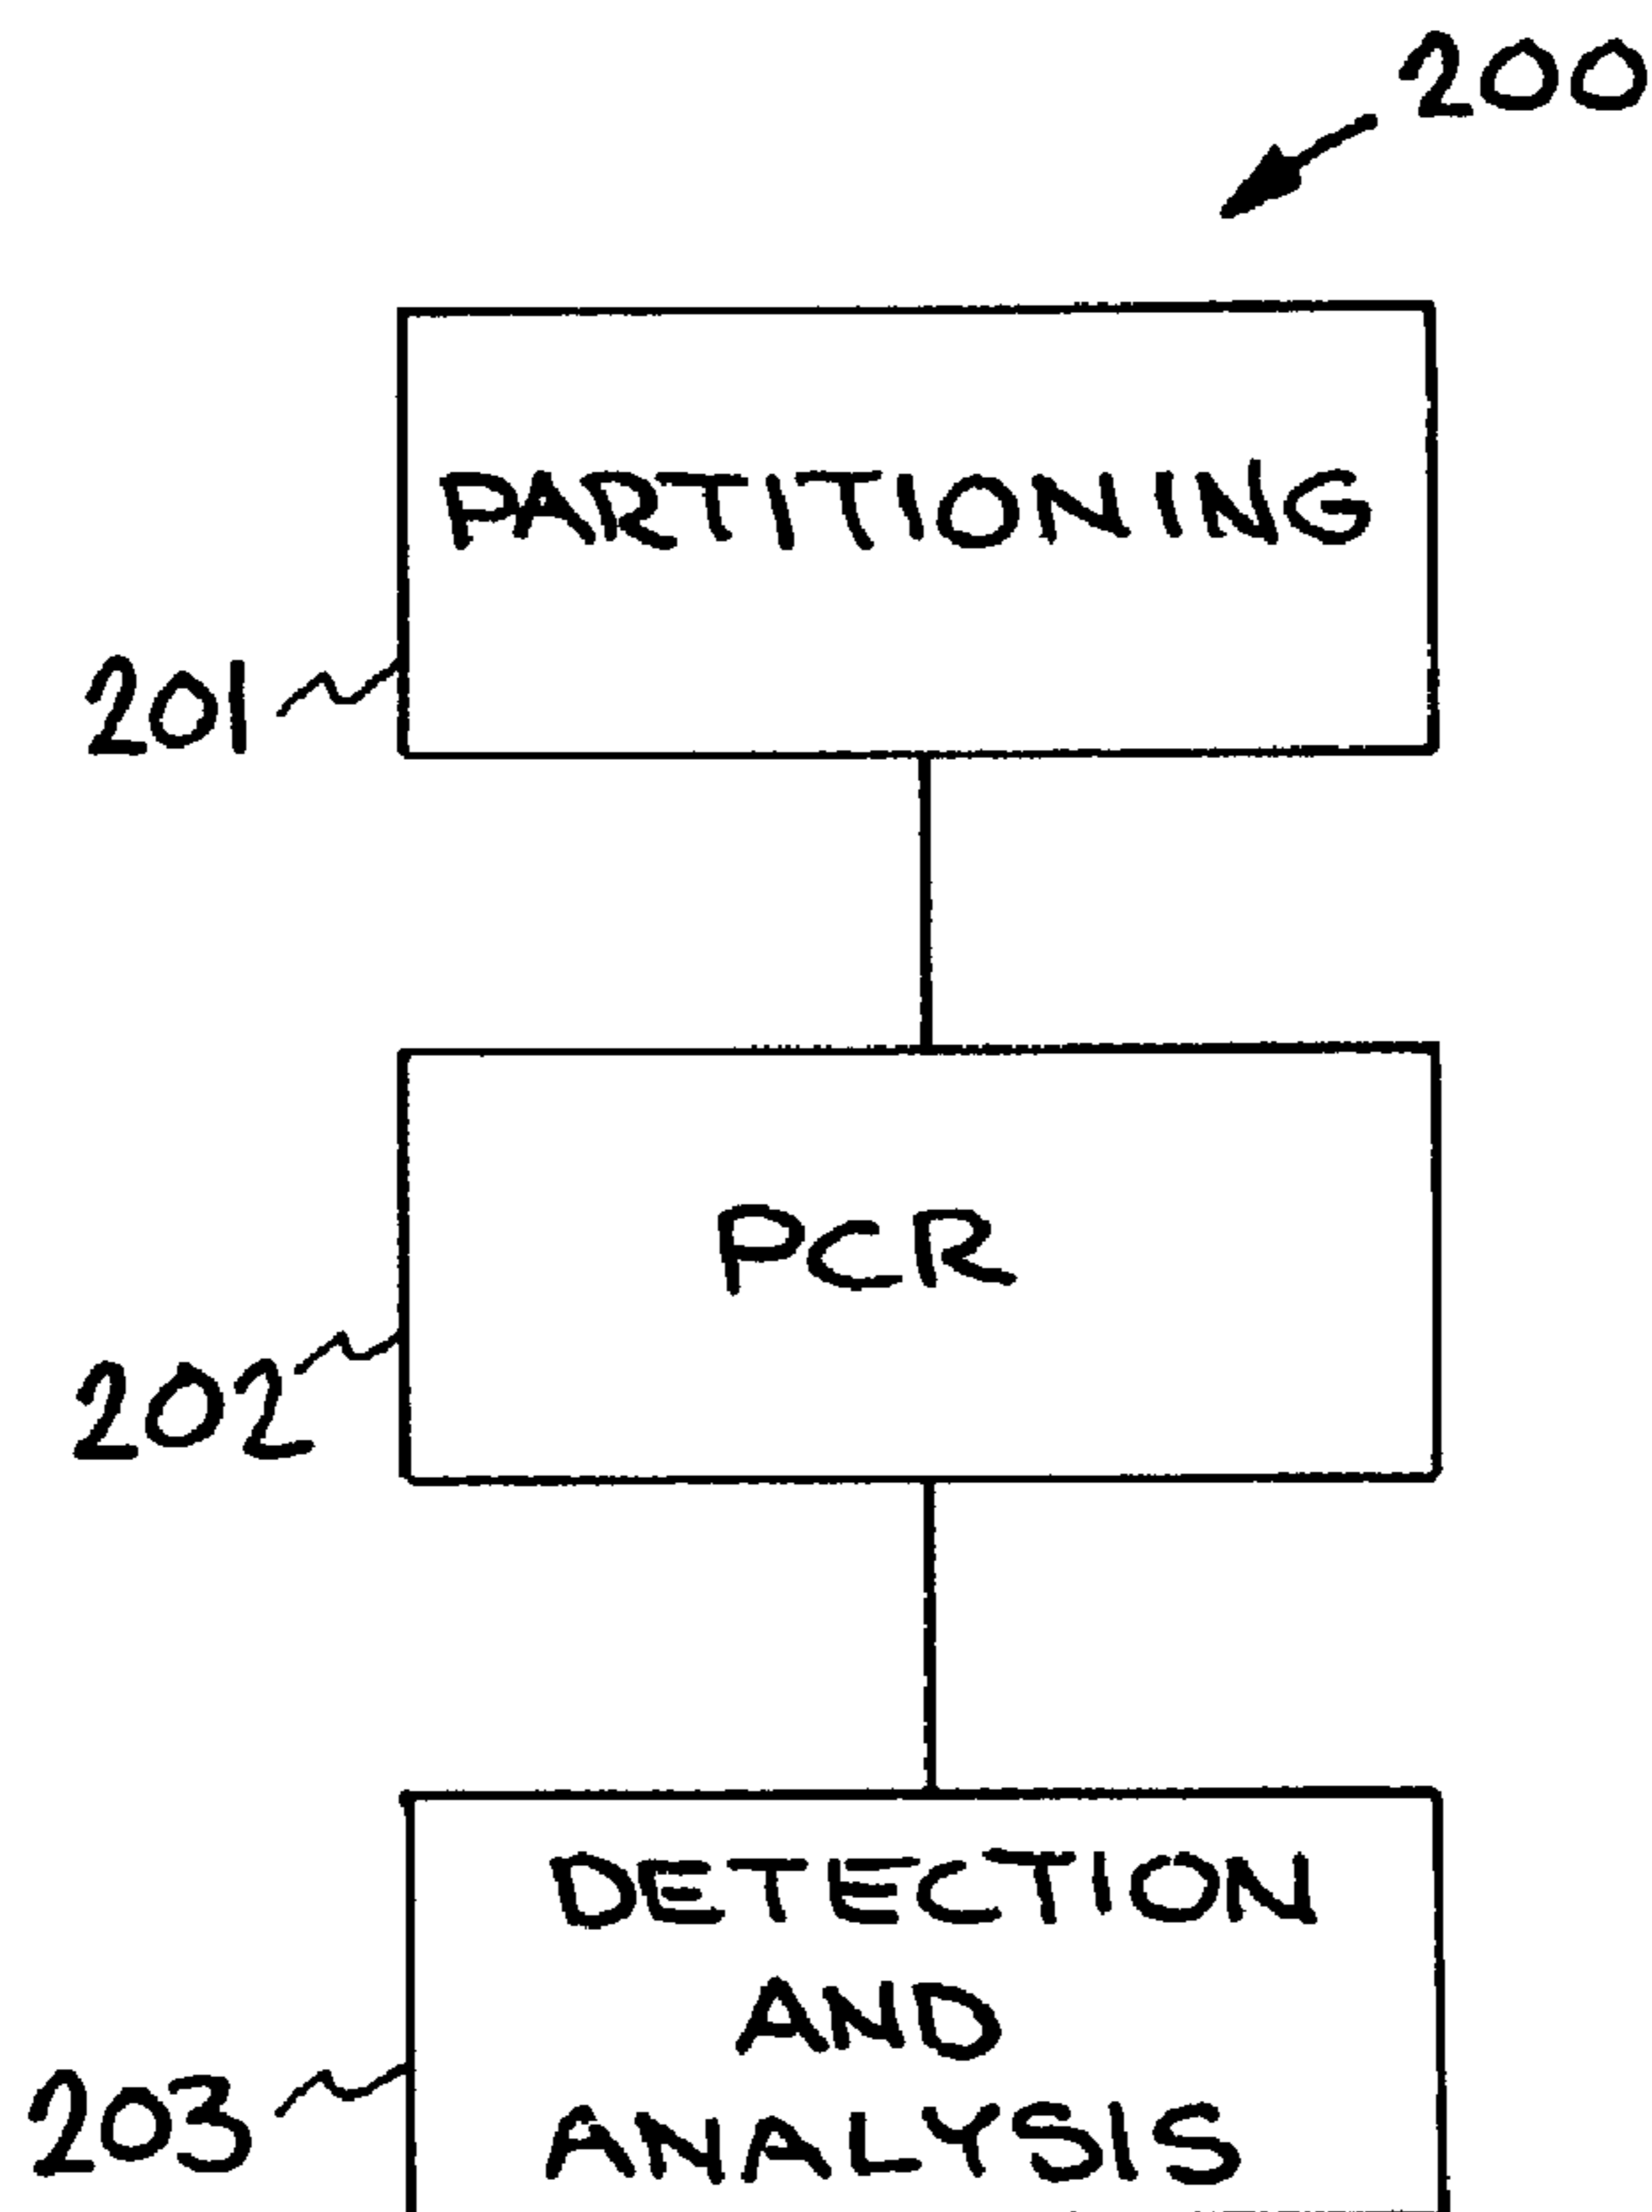 200
PARTITIONING
201
PCR
202
DETECTION
AND
203
ANALYSIS